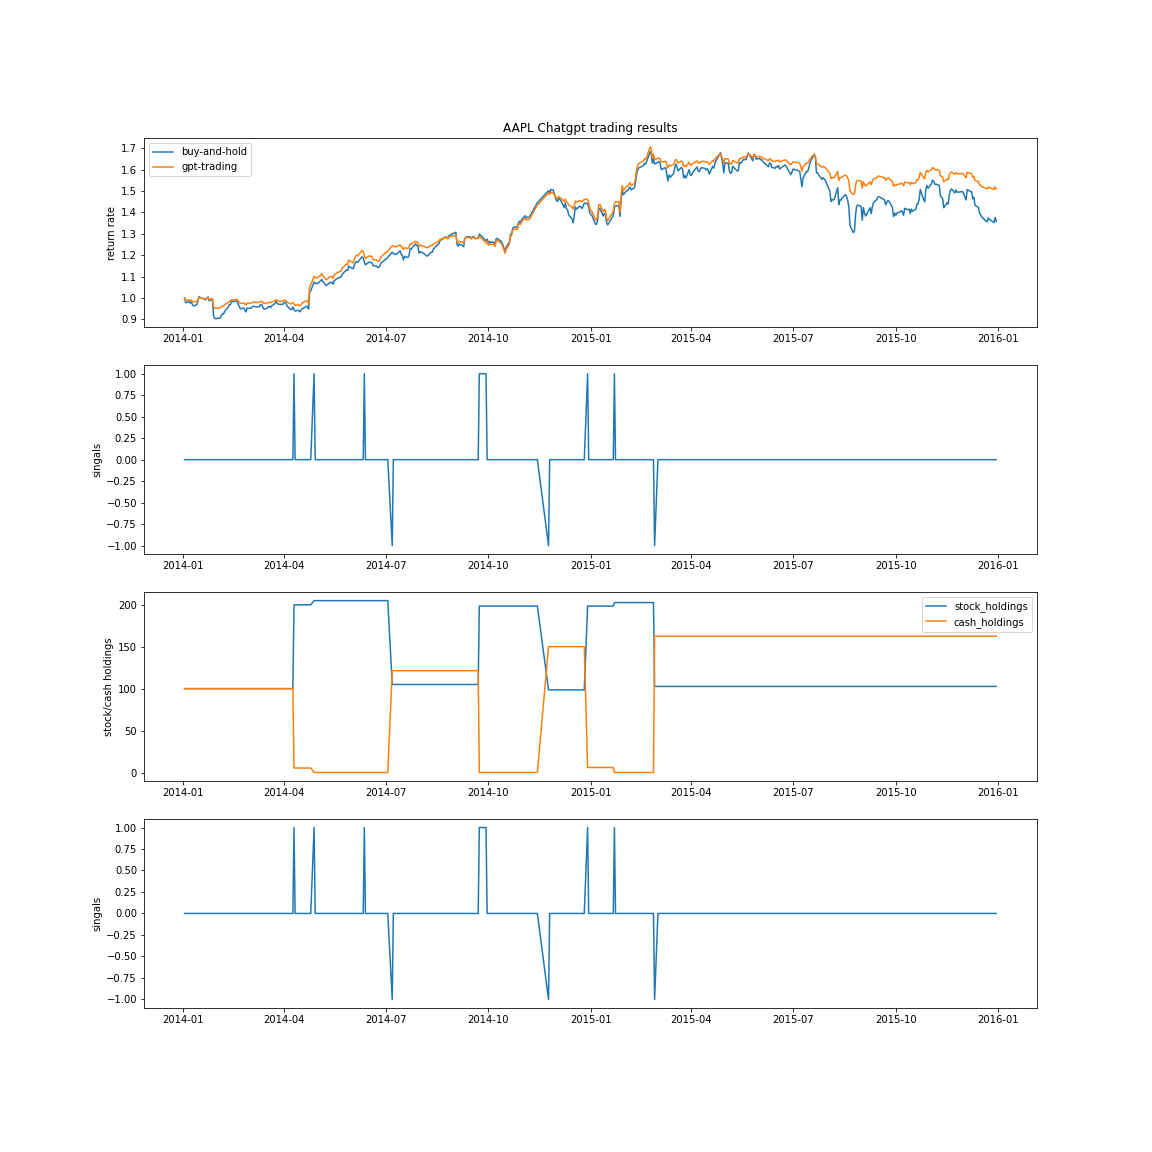 AAPL Chatgpt trading results
return rate
1.7
1.6
1.5
1.4
1.3
1.2
1.1
1.0
0.9
buy-and-hold
gpt-trading
2014-01 2014-04 2014-07 2014-10 2015-01 2015-04 2015-07 2015-10 2016-01
singals
1.00
0.75
0.50
0.25
0.00
−0.25
−0.50
−0.75
−1.00
2014-01 2014-04 2014-07 2014-10 2015-01 2015-04 2015-07 2015-10 2016-01
stock/cash holdings
200
150
100
50
0
stock_holdings
cash_holdings
2014-01 2014-04 2014-07 2014-10 2015-01 2015-04 2015-07 2015-10 2016-01
singals
1.00
0.75
0.50
0.25
0.00
−0.25
−0.50
−0.75
−1.00
2014-01 2014-04 2014-07 2014-10 2015-01 2015-04 2015-07 2015-10 2016-01